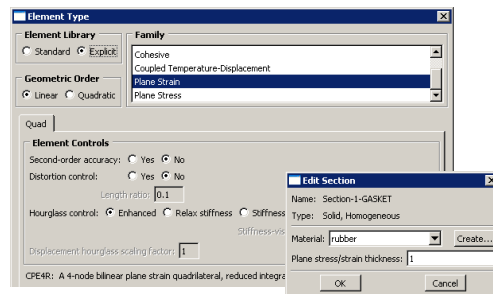 Element Type
Element Library
Standard Explicit
Family
Cohesive
Coupled Temperature-Displacement
Plane Strain
Plane Stress
Geometric Order
Linear Quadratic
Quad
Element Controls
Second-order accuracy: Yes No
Distortion control: Yes No
Length ratio: 0.1
Hourglass control: Enhanced Relax stiffness Stiffness
Displacement hourglass scaling factor: 1
CPE4R: A 4-node bilinear plane strain quadrilateral, reduced
Edit Section
Name: Section-1-GASKET
Type: Solid, Homogeneous
Material: rubber Create...
Plane stress/strain thickness: 1
OK Cancel